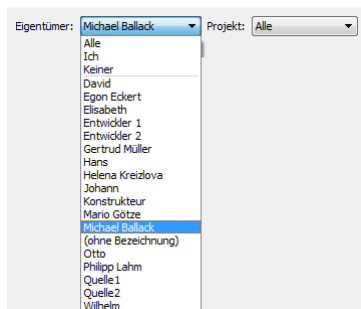 Eigentümer: Michael Ballack Projekt: Alle
Alle
Ich
Keiner
David
Egon Eckert
Elisabeth
Entwickler 1
Entwickler 2
Gertrud Müller
Hans
Helena Kreizlova
Johann
Konstrukteur
Mario Götze
Michael Ballack
(ohne Bezeichnung)
Otto
Philipp Lahm
Quelle1
Quelle2
Wilhelm